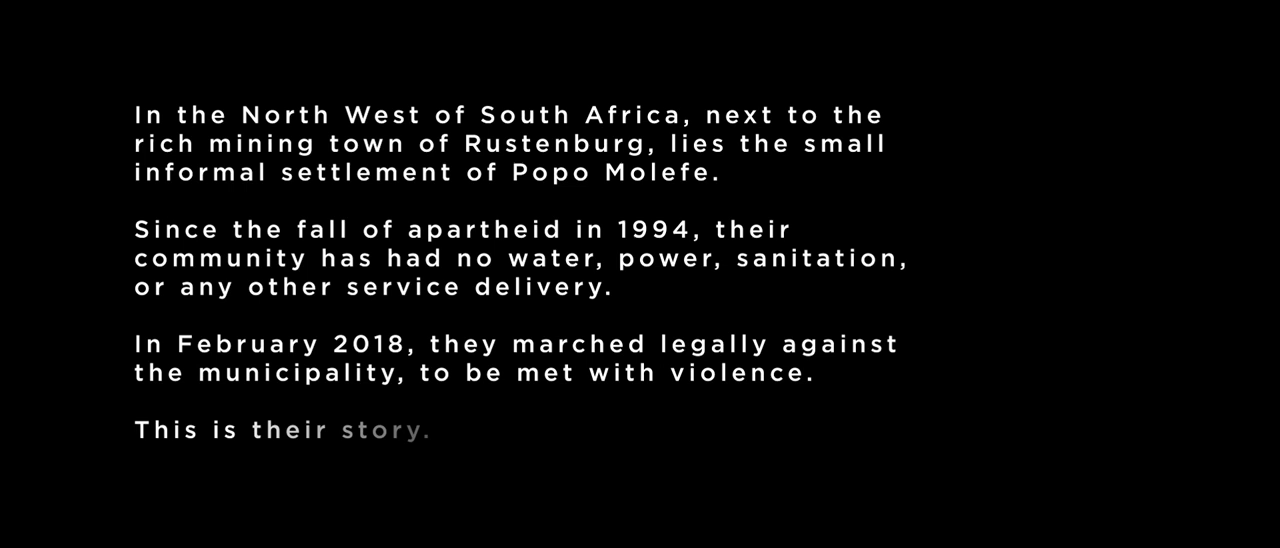 In the North West of South Africa, next to the
rich mining town of Rustenburg, lies the small
informal settlement of Popo Molefe.
Since the fall of apartheid in 1994, their
community has had no water, power, sanitation,
or any other service delivery.
In February 2018, they marched legally against
the municipality, to be met with violence.
This is their story.